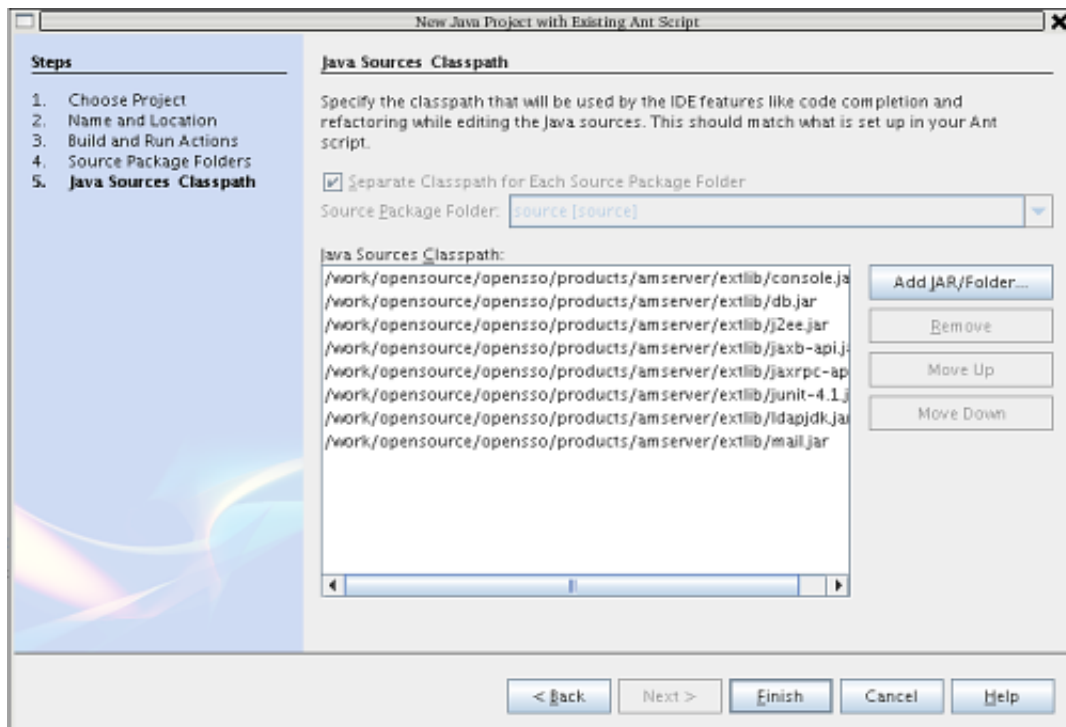 New Java Project with Existing Ant Script
Steps
1. Choose Project
2. Name and Location
3. Build and Run Actions
4. Source Package Folders
5. Java Sources Classpath
Java Sources Classpath
Specify the classpath that will be used by the IDE features like code completion and
refactoring while editing the Java sources. This should match what is set up in your Ant
script.
Separate Classpath for Each Source Package Folder
Source Package Folder: source [source]
Java Sources Classpath:
/work/opensource/opensso/products/amserver/extlib/console.ja
/work/opensource/opensso/products/amserver/extlib/db.jar
/work/opensource/opensso/products/amserver/extlib/j2ee.jar
/work/opensource/opensso/products/amserver/extlib/jaxb-api.j
/work/opensource/opensso/products/amserver/extlib/jaxrpc-ap
/work/opensource/opensso/products/amserver/extlib/junit-4.1.j
/work/opensource/opensso/products/amserver/extlib/ldapjdk.jar
/work/opensource/opensso/products/amserver/extlib/mail.jar
Add JAR/Folder...
Remove
Move Up
Move Down
< Back
Next >
Finish
Cancel
Help